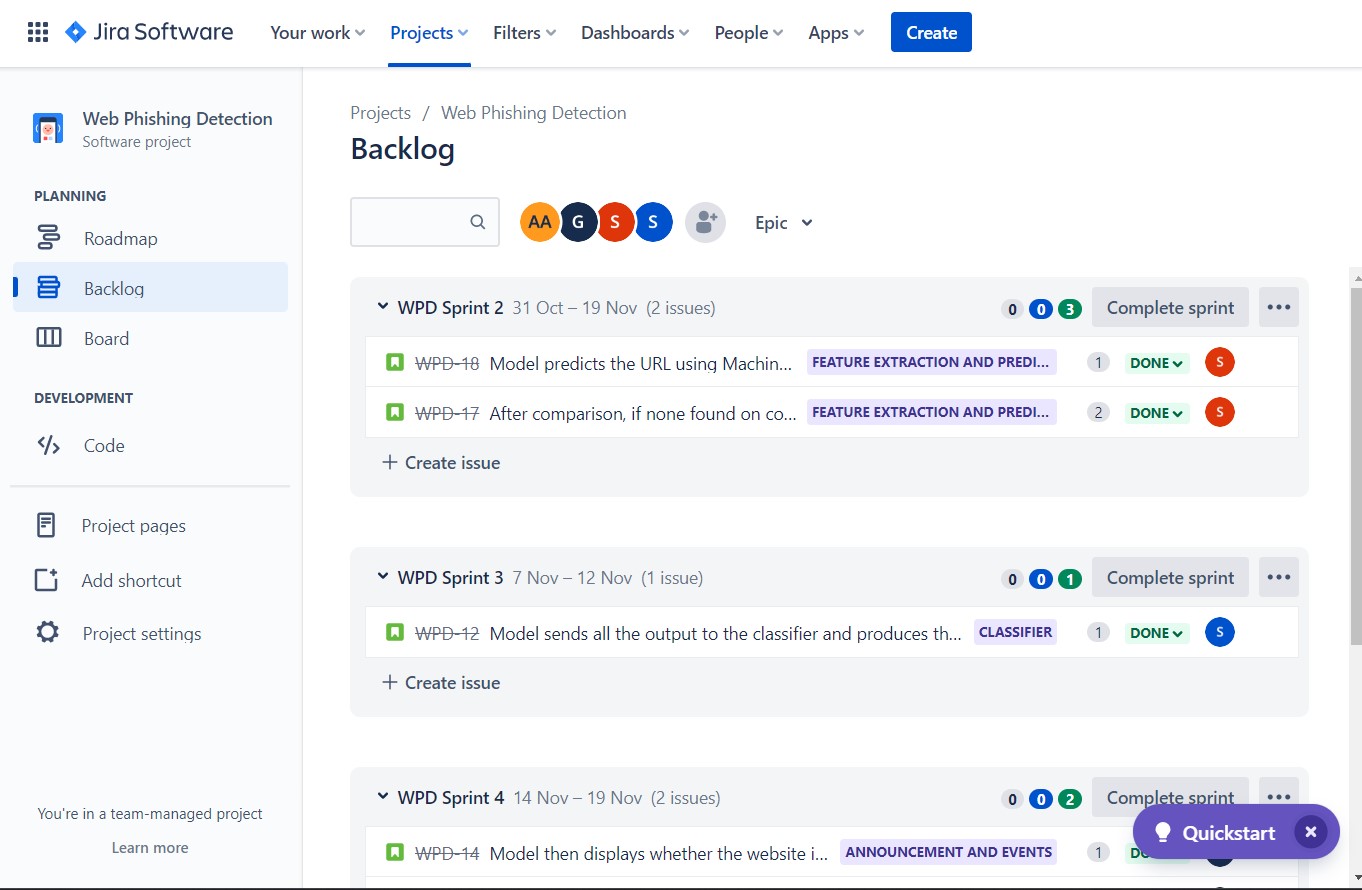 Jira Software Your work Projects Filters Dashboards People Apps Create
Web Phishing Detection
Software project
PLANNING
Roadmap
Backlog
Board
DEVELOPMENT
Code
Project pages
Add shortcut
Project settings
You're in a team-managed project
Learn more
Projects / Web Phishing Detection
Backlog
AA G S S Epic
WPD Sprint 2 31 Oct – 19 Nov (2 issues) 0 0 3 Complete sprint
WPD-18 Model predicts the URL using Machin... FEATURE EXTRACTION AND PREDI... 1 DONE S
WPD-17 After comparison, if none found on co... FEATURE EXTRACTION AND PREDI... 2 DONE S
+ Create issue
WPD Sprint 3 7 Nov – 12 Nov (1 issue) 0 0 1 Complete sprint
WPD-12 Model sends all the output to the classifier and produces th... CLASSIFIER 1 DONE S
+ Create issue
WPD Sprint 4 14 Nov – 19 Nov (2 issues) 0 0 2 Complete sprint
WPD-14 Model then displays whether the website i... ANNOUNCEMENT AND EVENTS 1
Quickstart